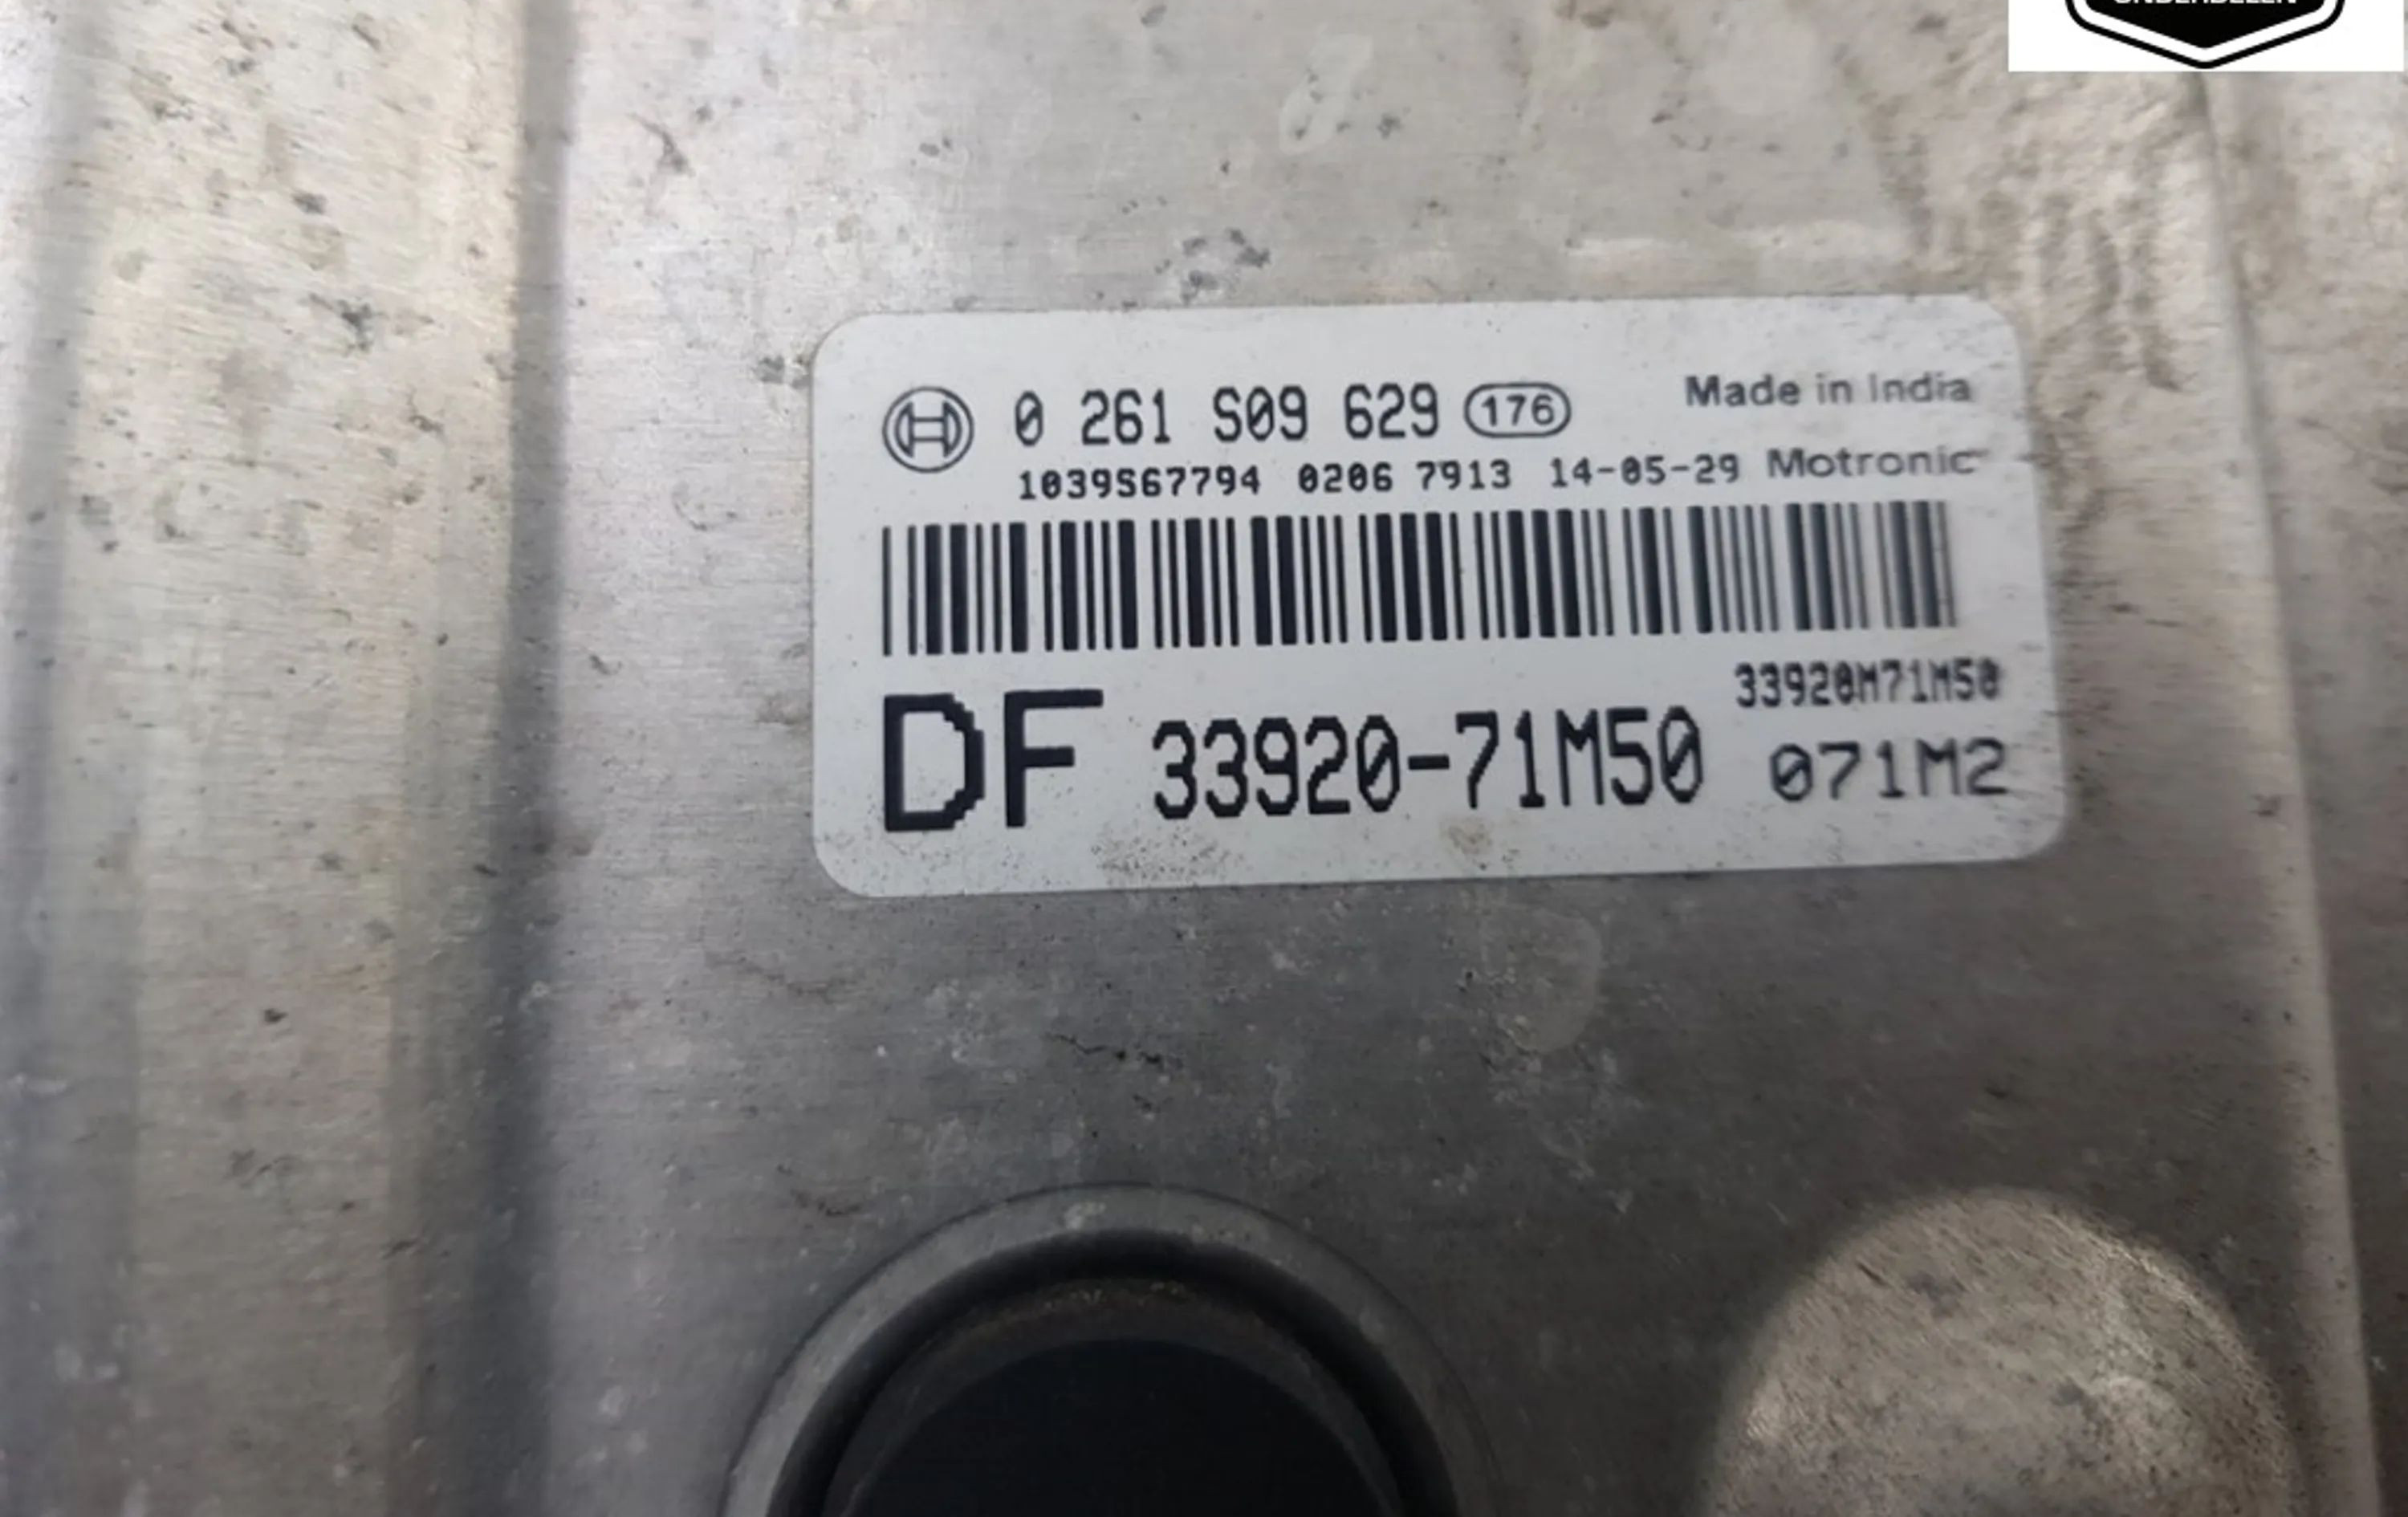 ONDERDELEN
0 261 S09 629 176 Made in India
1039S67794 0206 7913 14-05-29 Motronic
33920M71M50
DF 33920-71M50 071M2